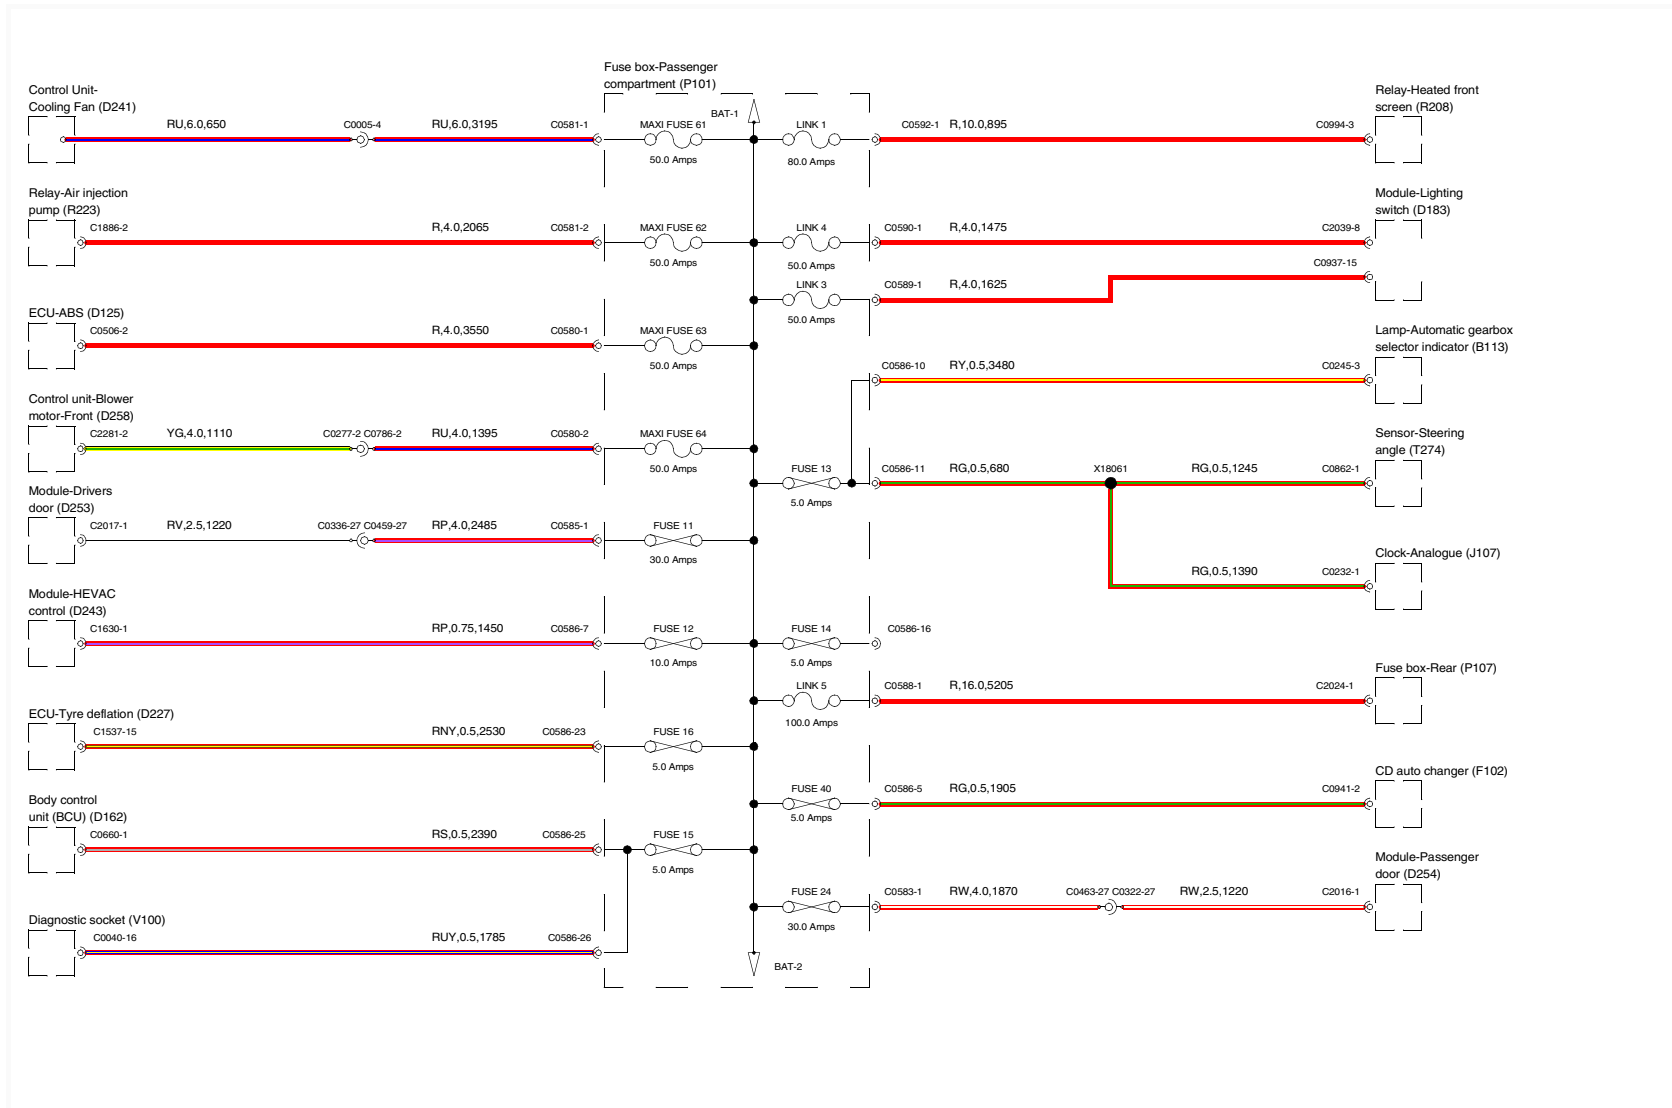 Fuse box-Passenger
compartment (P101)
Control Unit-
Cooling Fan (D241)
RU,6.0,650
C0005-4
RU,6.0,3195
C0581-1
MAXI FUSE 61
50.0 Amps
BAT-1
LINK 1
80.0 Amps
C0592-1
R,10.0,895
C0994-3
Relay-Heated front
screen (R208)
Relay-Air injection
pump (R223)
C1886-2
R,4.0,2065
C0581-2
MAXI FUSE 62
50.0 Amps
LINK 4
50.0 Amps
C0590-1
R,4.0,1475
C2039-8
Module-Lighting
switch (D183)
LINK 3
50.0 Amps
C0589-1
R,4.0,1625
C0937-15
ECU-ABS (D125)
C0506-2
R,4.0,3550
C0580-1
MAXI FUSE 63
50.0 Amps
C0586-10
RY,0.5,3480
C0245-3
Lamp-Automatic gearbox
selector indicator (B113)
Control unit-Blower
motor-Front (D258)
C2281-2
YG,4.0,1110
C0277-2 C0786-2
RU,4.0,1395
C0580-2
MAXI FUSE 64
50.0 Amps
FUSE 13
5.0 Amps
C0586-11
RG,0.5,680
X18061
RG,0.5,1245
C0862-1
Sensor-Steering
angle (T274)
Module-Drivers
door (D253)
C2017-1
RV,2.5,1220
C0336-27 C0459-27
RP,4.0,2485
C0585-1
FUSE 11
30.0 Amps
RG,0.5,1390
C0232-1
Clock-Analogue (J107)
Module-HEVAC
control (D243)
C1630-1
RP,0.75,1450
C0586-7
FUSE 12
10.0 Amps
FUSE 14
5.0 Amps
C0586-16
LINK 5
100.0 Amps
C0588-1
R,16.0,5205
C2024-1
Fuse box-Rear (P107)
ECU-Tyre deflation (D227)
C1537-15
RNY,0.5,2530
C0586-23
FUSE 16
5.0 Amps
FUSE 40
5.0 Amps
C0586-5
RG,0.5,1905
C0941-2
CD auto changer (F102)
Body control
unit (BCU) (D162)
C0660-1
RS,0.5,2390
C0586-25
FUSE 15
5.0 Amps
FUSE 24
30.0 Amps
C0583-1
RW,4.0,1870
C0463-27 C0322-27
RW,2.5,1220
C2016-1
Module-Passenger
door (D254)
Diagnostic socket (V100)
C0040-16
RUY,0.5,1785
C0586-26
BAT-2